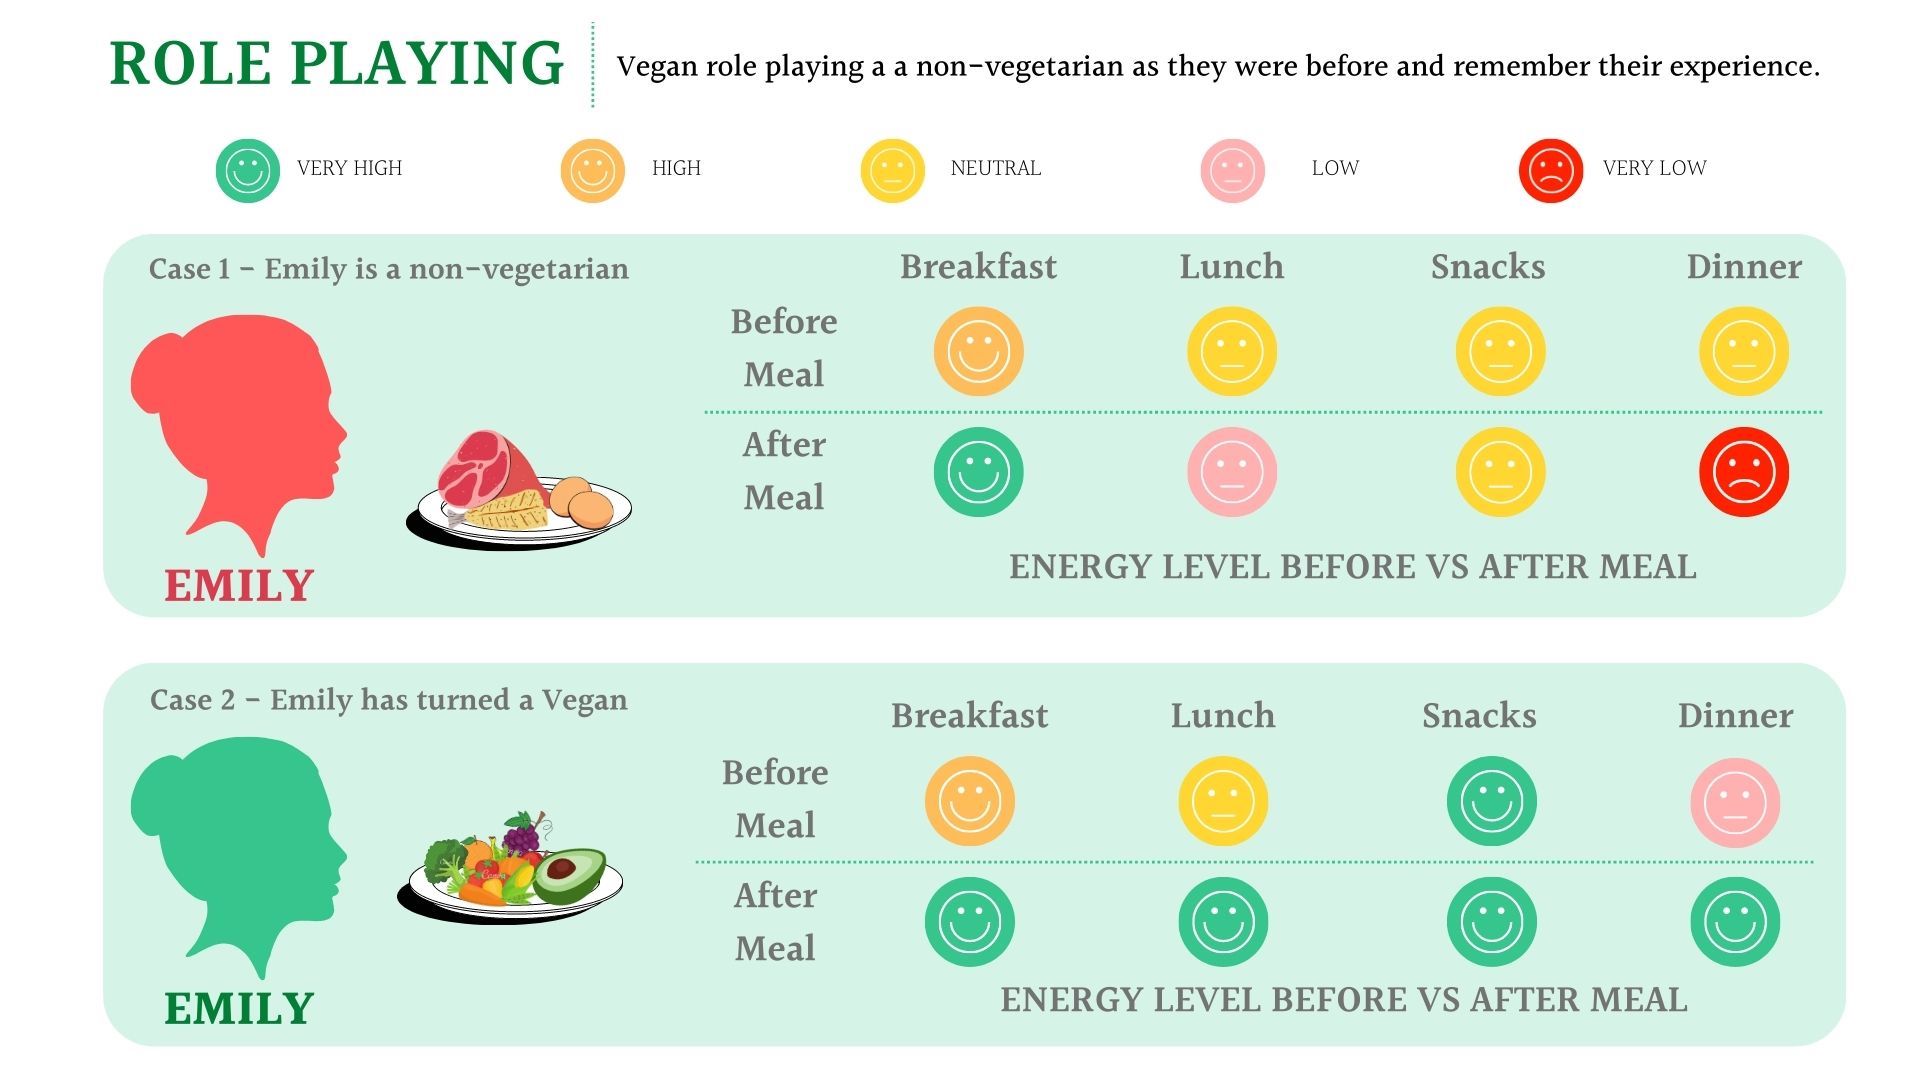 ROLE PLAYING
Vegan role playing a a non-vegetarian as they were before and remember their experience.
VERY HIGH
HIGH
NEUTRAL
LOW
VERY LOW
Case 1 - Emily is a non-vegetarian
Breakfast
Lunch
Snacks
Dinner
Before
Meal
After
Meal
ENERGY LEVEL BEFORE VS AFTER MEAL
EMILY
Case 2 - Emily has turned a Vegan
Breakfast
Lunch
Snacks
Dinner
Before
Meal
After
Meal
Canva
ENERGY LEVEL BEFORE VS AFTER MEAL
EMILY